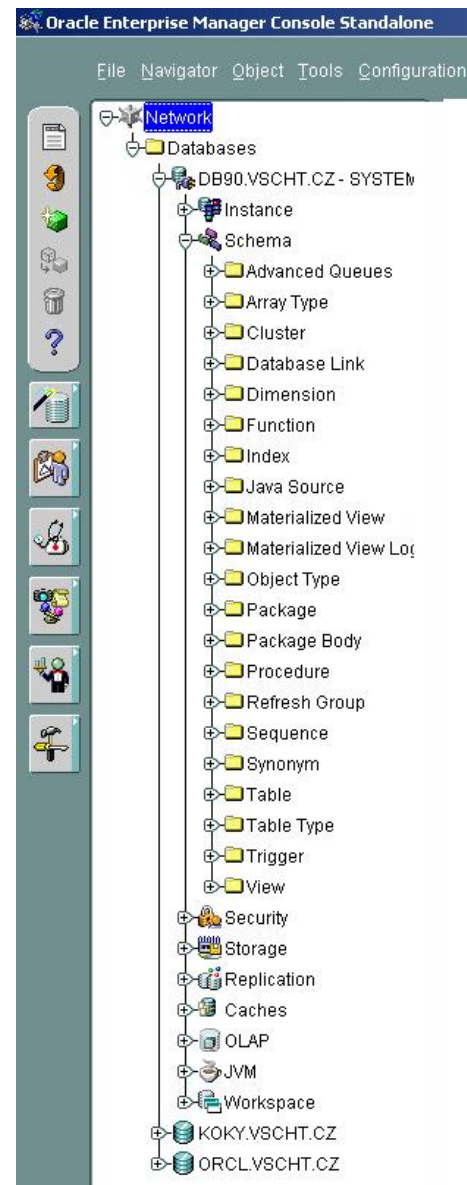 Oracle Enterprise Manager Console Standalone
File Navigator Object Tools Configuration
Network
Databases
DB90.VSCHT.CZ - SYSTEM
Instance
Schema
Advanced Queues
Array Type
Cluster
Database Link
Dimension
Function
Index
Java Source
Materialized View
Materialized View Log
Object Type
Package
Package Body
Procedure
Refresh Group
Sequence
Synonym
Table
Table Type
Trigger
View
Security
Storage
Replication
Caches
OLAP
JVM
Workspace
KOKY.VSCHT.CZ
ORCL.VSCHT.CZ